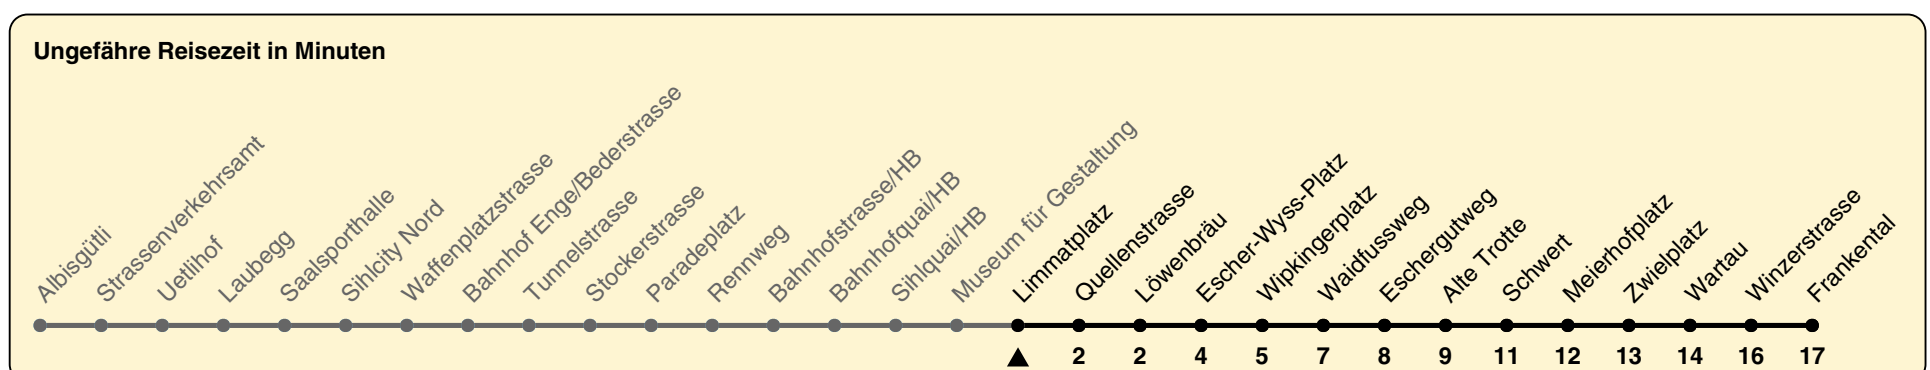 Ungefähre Reisezeit in Minuten
Albisgütli
Strassenverkehrsamt
Uetlihof
Laubegg
Saalsporthalle
Sihlcity Nord
Waffenplatzstrasse
Bahnhof Enge/Bederstrasse
Tunnelstrasse
Stockerstrasse
Paradeplatz
Rennweg
Bahnhofstrasse/HB
Bahnhofquai/HB
Sihlquai/HB
Museum für Gestaltung
Limmatplatz
Quellenstrasse
Löwenbräu
Escher-Wyss-Platz
Wipkingerplatz
Waidfussweg
Eschergutweg
Alte Trotte
Schwert
Meierhofplatz
Zwielplatz
Wartau
Winzerstrasse
Frankental
2 2 4 5 7 8 9 11 12 13 14 16 17